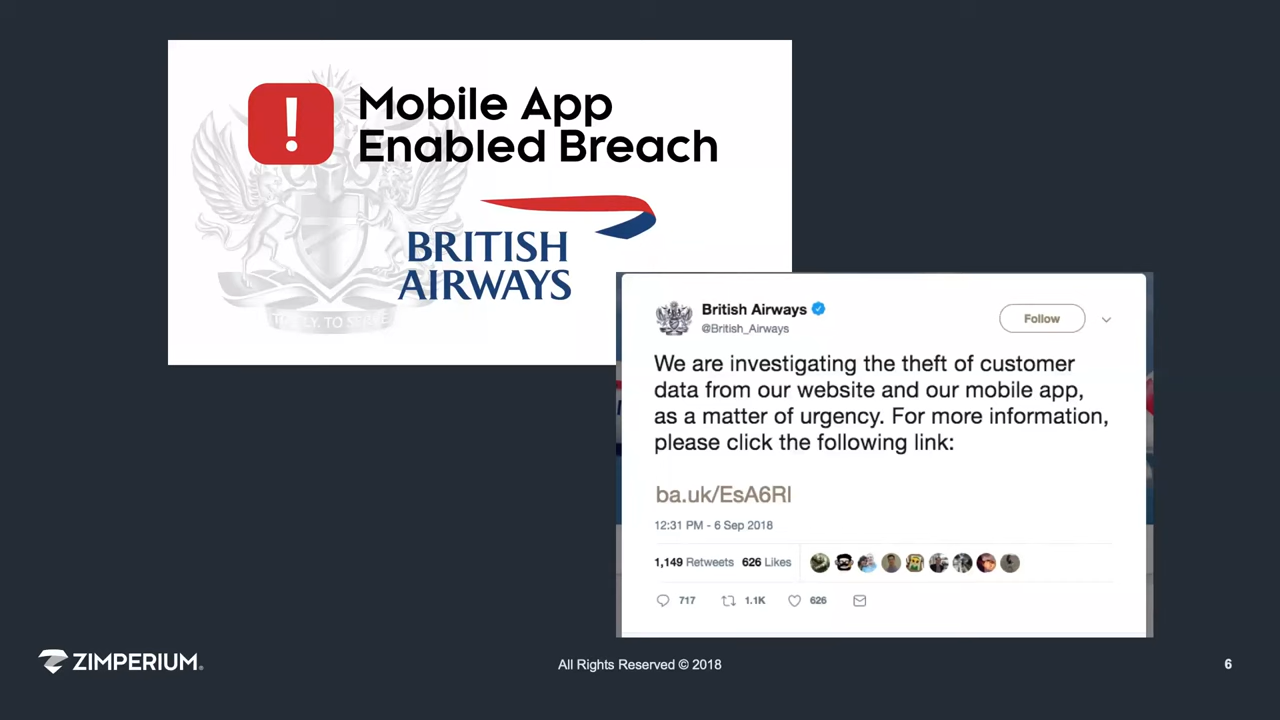 !
Mobile App
Enabled Breach
BRITISH
AIRWAYS
British Airways
@British_Airways
Follow
We are investigating the theft of customer
data from our website and our mobile app,
as a matter of urgency. For more information,
please click the following link:
ba.uk/EsA6Rl
12:31 PM - 6 Sep 2018
1,149 Retweets 626 Likes
717 1.1K 626
ZIMPERIUM.
All Rights Reserved © 2018
6